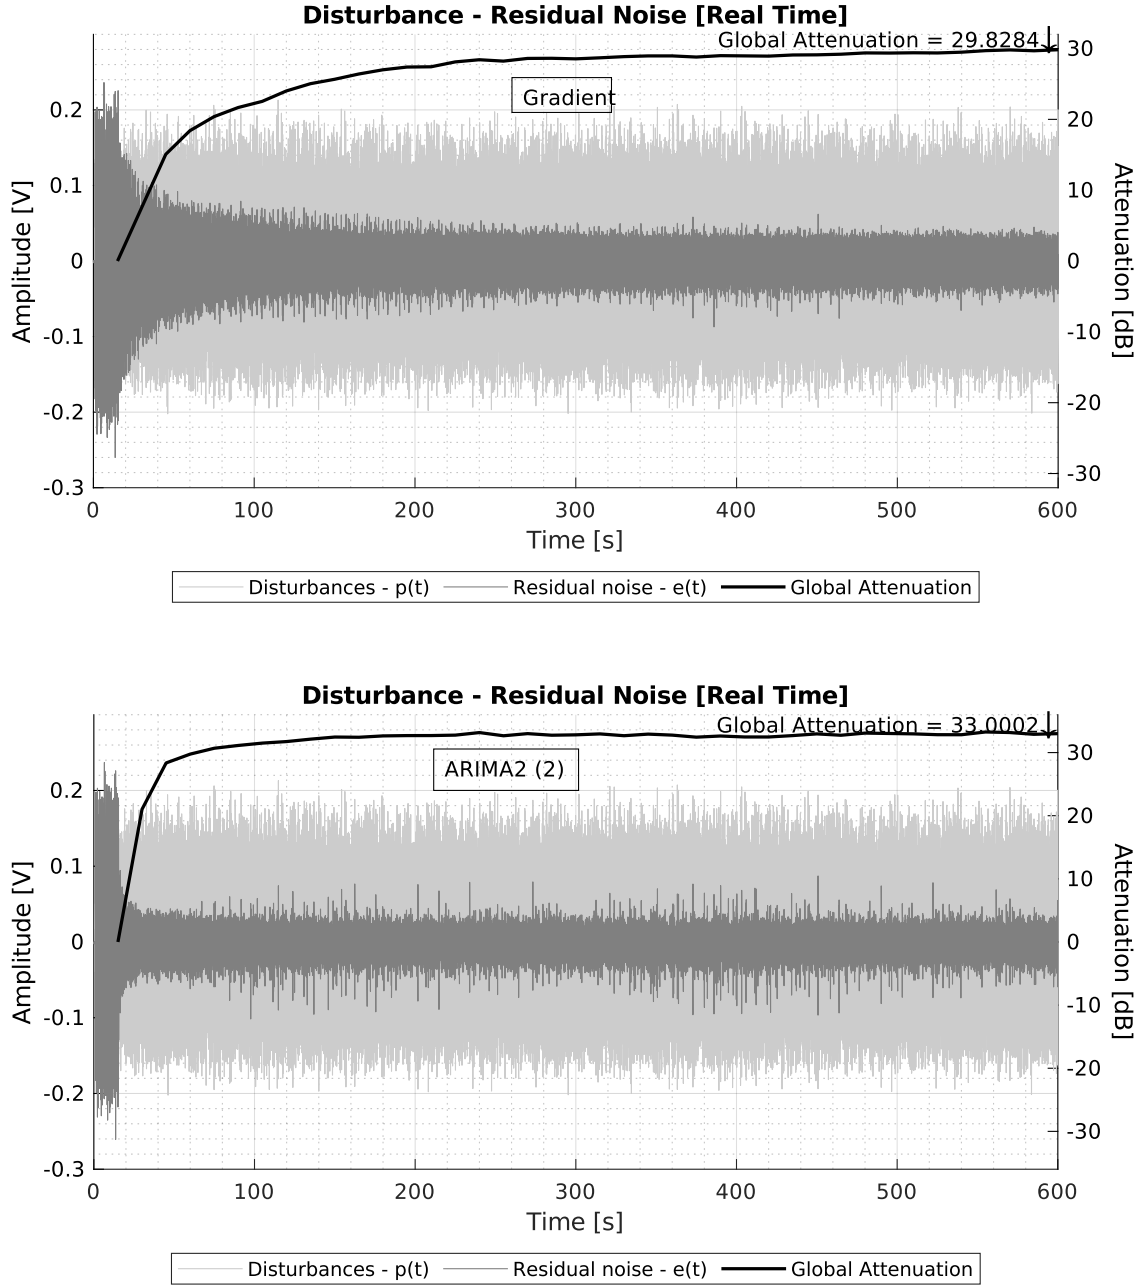 Disturbance - Residual Noise [Real Time]
Global Attenuation = 29.8284
Gradient
0.2
0.1
0
-0.1
-0.2
-0.3
Amplitude [V]
30
20
10
0
-10
-20
-30
Attenuation [dB]
0 100 200 300 400 500 600
Time [s]
Disturbances - p(t) Residual noise - e(t) Global Attenuation
Disturbance - Residual Noise [Real Time]
Global Attenuation = 33.0002
ARIMA2 (2)
0.2
0.1
0
-0.1
-0.2
-0.3
Amplitude [V]
30
20
10
0
-10
-20
-30
Attenuation [dB]
0 100 200 300 400 500 600
Time [s]
Disturbances - p(t) Residual noise - e(t) Global Attenuation